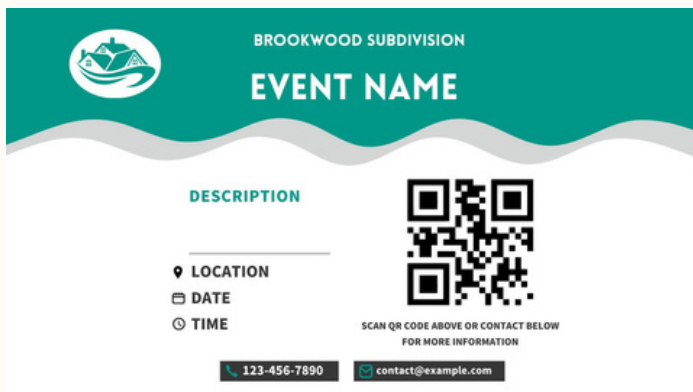 BROOKWOOD SUBDIVISION
EVENT NAME
DESCRIPTION
LOCATION
DATE
TIME
SCAN QR CODE ABOVE OR CONTACT BELOW
FOR MORE INFORMATION
123-456-7890
contact@example.com